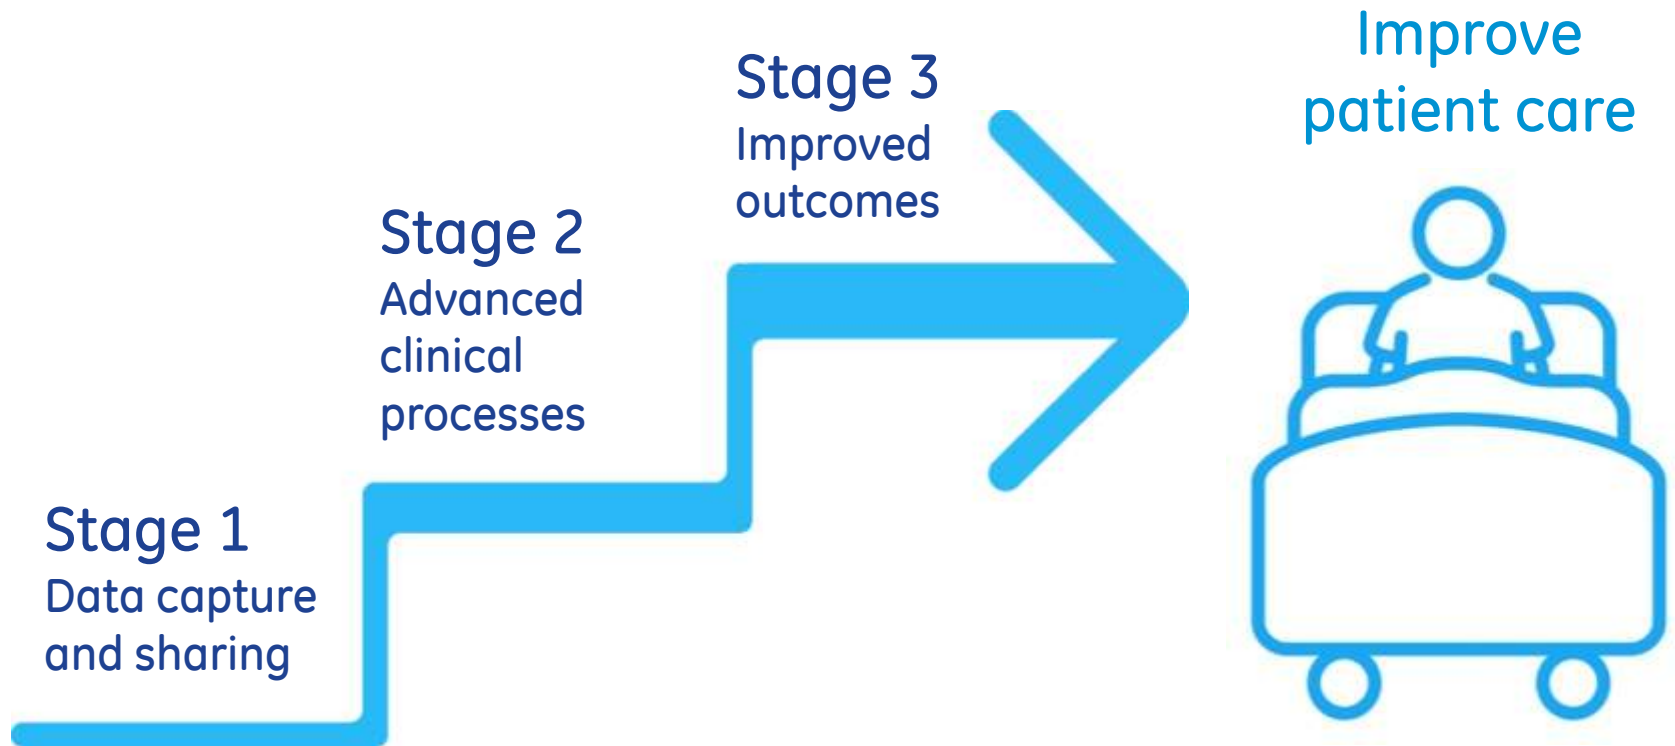 Stage 1
Data capture
and sharing
Stage 2
Advanced
clinical
processes
Stage 3
Improved
outcomes
Improve
patient care